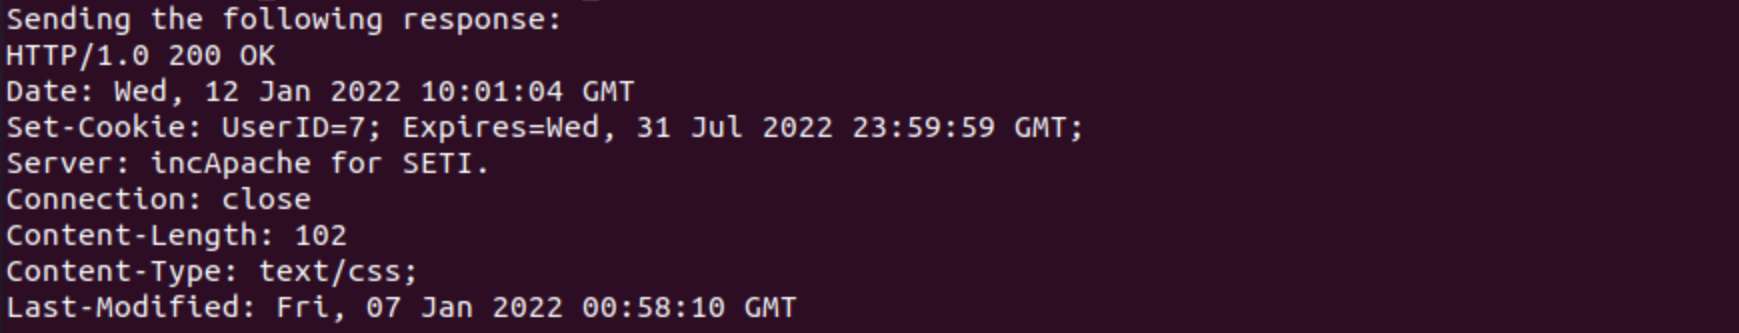 Sending the following response:
HTTP/1.0 200 OK
Date: Wed, 12 Jan 2022 10:01:04 GMT
Set-Cookie: UserID=7; Expires=Wed, 31 Jul 2022 23:59:59 GMT;
Server: incApache for SETI.
Connection: close
Content-Length: 102
Content-Type: text/css;
Last-Modified: Fri, 07 Jan 2022 00:58:10 GMT